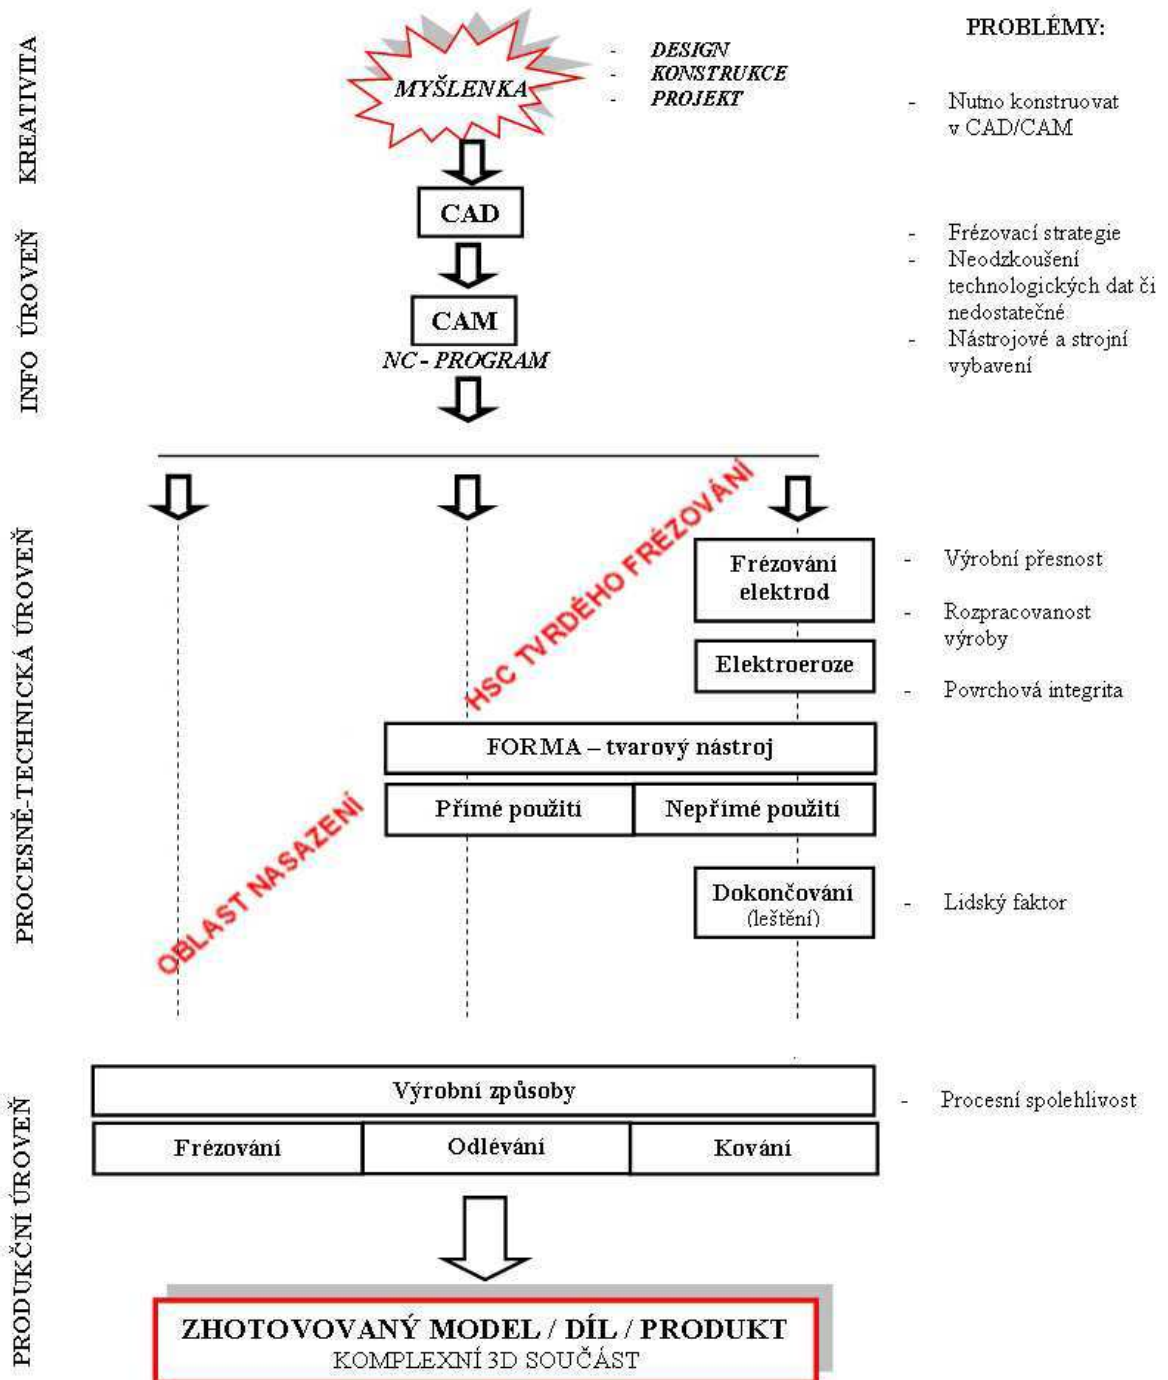 KREATIVITA
MYŠLENKA
- DESIGN
- KONSTRUKCE
- PROJEKT
PROBLÉMY:
- Nutno konstruovat
v CAD/CAM
INFO ÚROVEŇ
CAD
CAM
NC - PROGRAM
- Frézovací strategie
- Neodzkoušení
technologických dat či
nedostatečné
- Nástrojové a strojní
vybavení
PROCESNĚ-TECHNICKÁ ÚROVEŇ
OBLAST NASAZENÍ
HSC TVRDÉHO FRÉZOVÁNÍ
Frézování
elektrod
Elektroeroze
FORMA – tvarový nástroj
Přímé použití
Nepřímé použití
Dokončování
(leštění)
- Výrobní přesnost
- Rozpracovanost
výroby
- Povrchová integrita
- Lidský faktor
PRODUKČNÍ ÚROVEŇ
Výrobní způsoby
Frézování
Odlévání
Kování
- Procesní spolehlivost
ZHOTOVOVANÝ MODEL / DÍL / PRODUKT
KOMPLEXNÍ 3D SOUČÁST